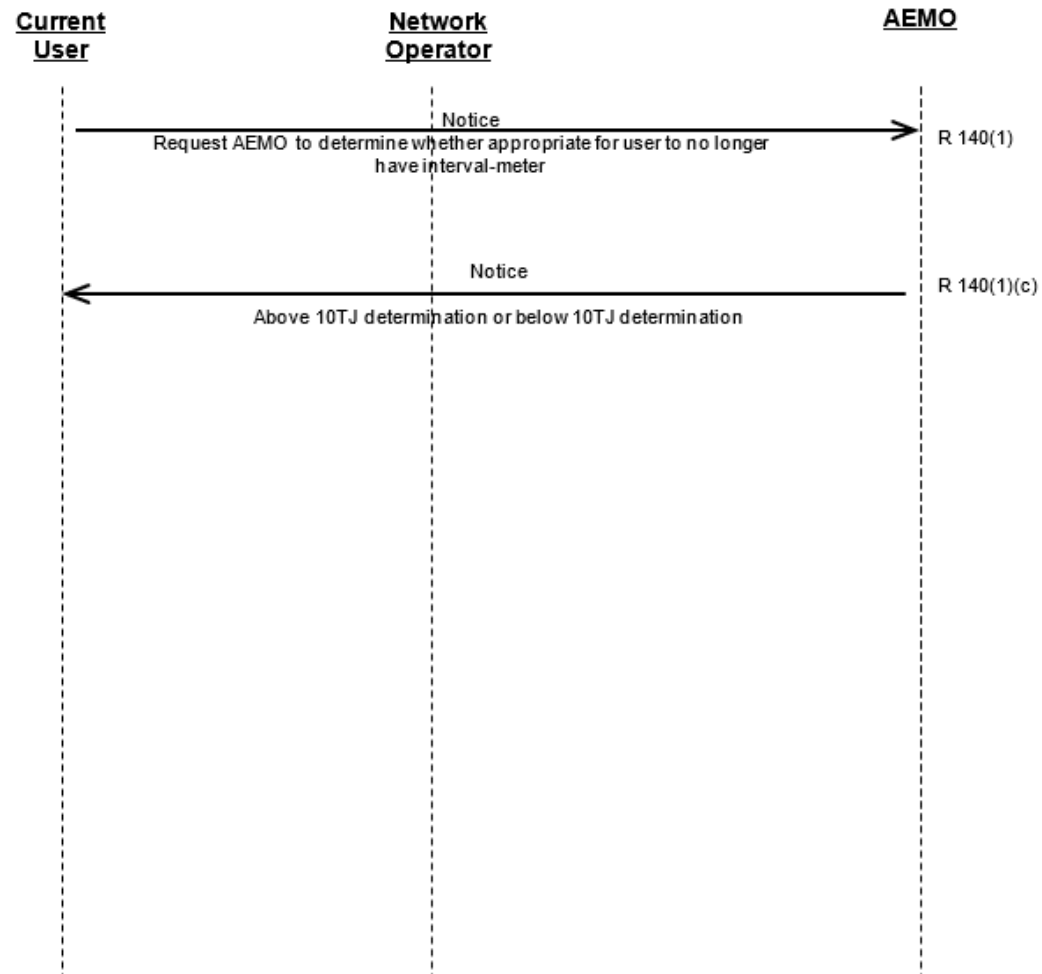 Current
User
Network
Operator
AEMO
Notice
Request AEMO to determine whether appropriate for user to no longer
have interval-meter
R 140(1)
Notice
R 140(1)(c)
Above 10TJ determination or below 10TJ determination